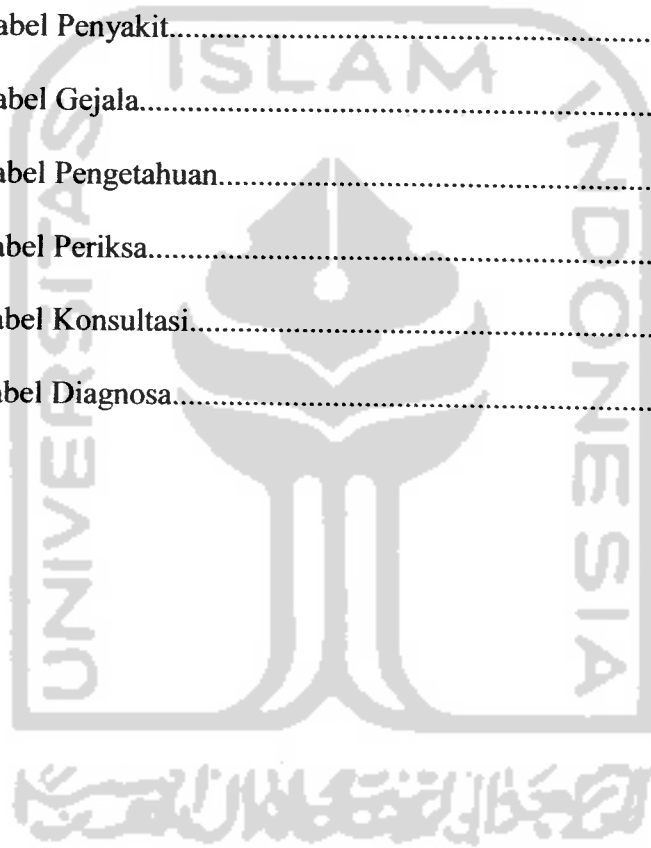 abel Penyakit
ISLAM
abel Gejala
abel Pengetahuan
abel Periksa
abel Konsultasi
abel Diagnosa
UNIVERSITAS
INDONESIA